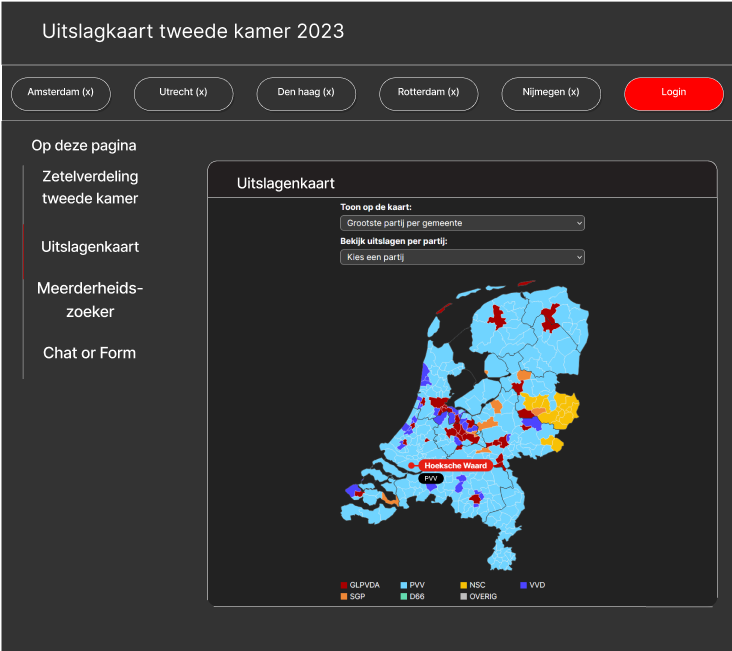 Uitslagkaart tweede kamer 2023
Amsterdam (x)
Utrecht (x)
Den haag (x)
Rotterdam (x)
Nijmegen (x)
Login
Op deze pagina
Zetelverdeling
tweede kamer
Uitslagenkaart
Meerderheids-
zoeker
Chat or Form
Uitslagenkaart
Toon op de kaart:
Grootste partij per gemeente
Bekijk uitslagen per partij:
Kies een partij
Hoeksche Waard
PVV
GLPVDA
PVV
NSC
VVD
SGP
D66
OVERIG